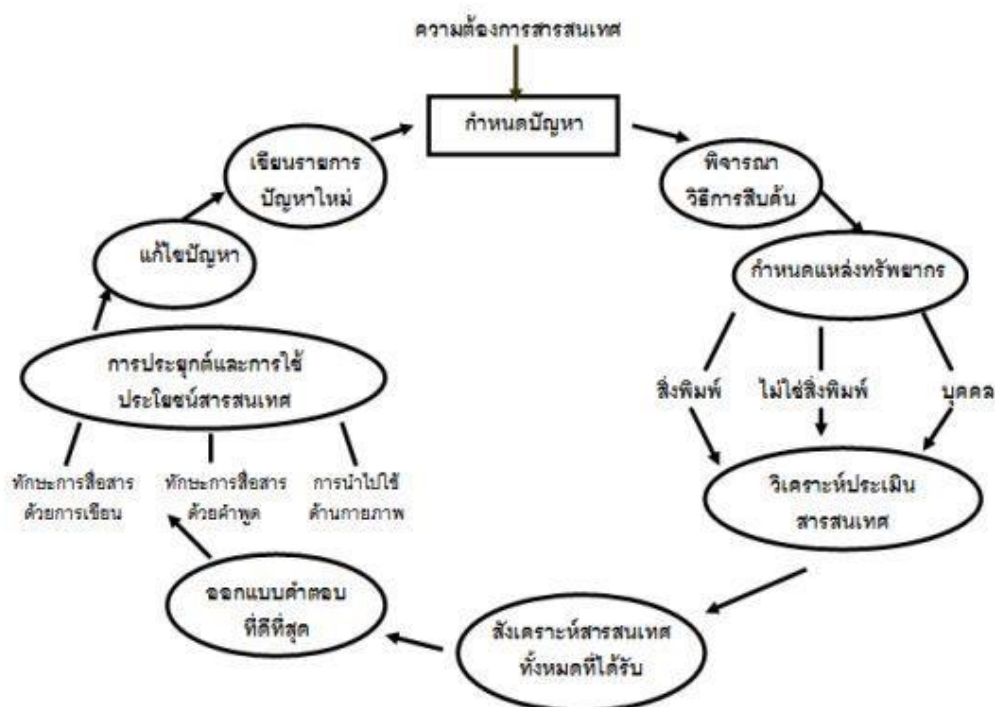 ความต้องการสารสนเทศ
กำหนดปัญหา
พิจารณา
วิธีการสืบค้น
กำหนดแหล่งทรัพยากร
สิ่งพิมพ์
ไม่ใช่สิ่งพิมพ์
บุคคล
วิเคราะห์ประเมิน
สารสนเทศ
สังเคราะห์สารสนเทศ
ทั้งหมดที่ได้รับ
ออกแบบคำตอบ
ที่ดีที่สุด
ทักษะการสื่อสาร
ด้วยการเขียน
ทักษะการสื่อสาร
ด้วยคำพูด
การนำไปใช้
ด้านกายภาพ
การประยุกต์และการใช้
ประโยชน์สารสนเทศ
แก้ไขปัญหา
เขียนรายการ
ปัญหาใหม่